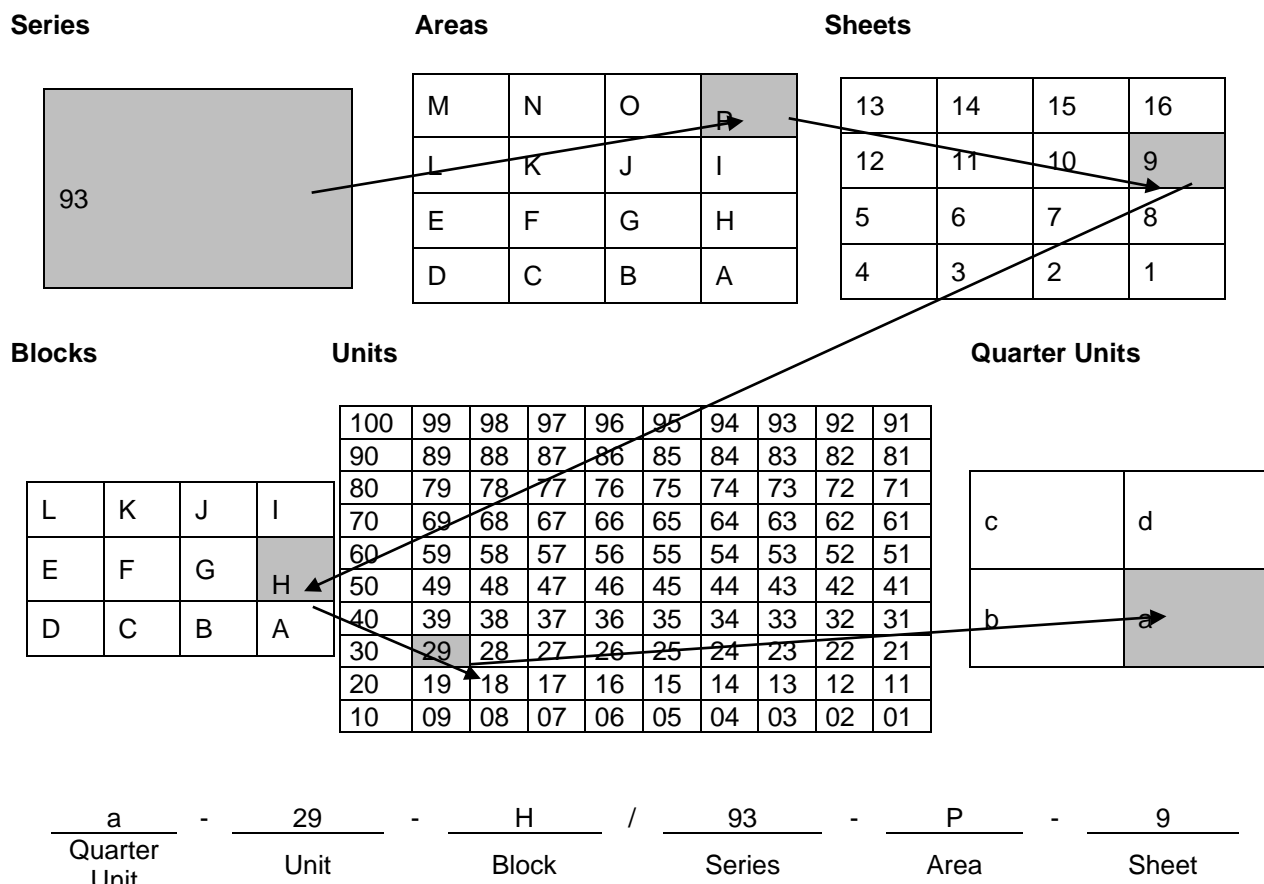 Series Areas Sheets
93
M N O P
L K J I
E F G H
D C B A
13 14 15 16
12 11 10 9
5 6 7 8
4 3 2 1
Blocks Units Quarter Units
L K J I
E F G H
D C B A
100 99 98 97 96 95 94 93 92 91
90 89 88 87 86 85 84 83 82 81
80 79 78 77 76 75 74 73 72 71
70 69 68 67 66 65 64 63 62 61
60 59 58 57 56 55 54 53 52 51
50 49 48 47 46 45 44 43 42 41
40 39 38 37 36 35 34 33 32 31
30 29 28 27 26 25 24 23 22 21
20 19 18 17 16 15 14 13 12 11
10 09 08 07 06 05 04 03 02 01
c d
b a
a - 29 - H / 93 - P - 9
Quarter Unit Unit Block Series Area Sheet